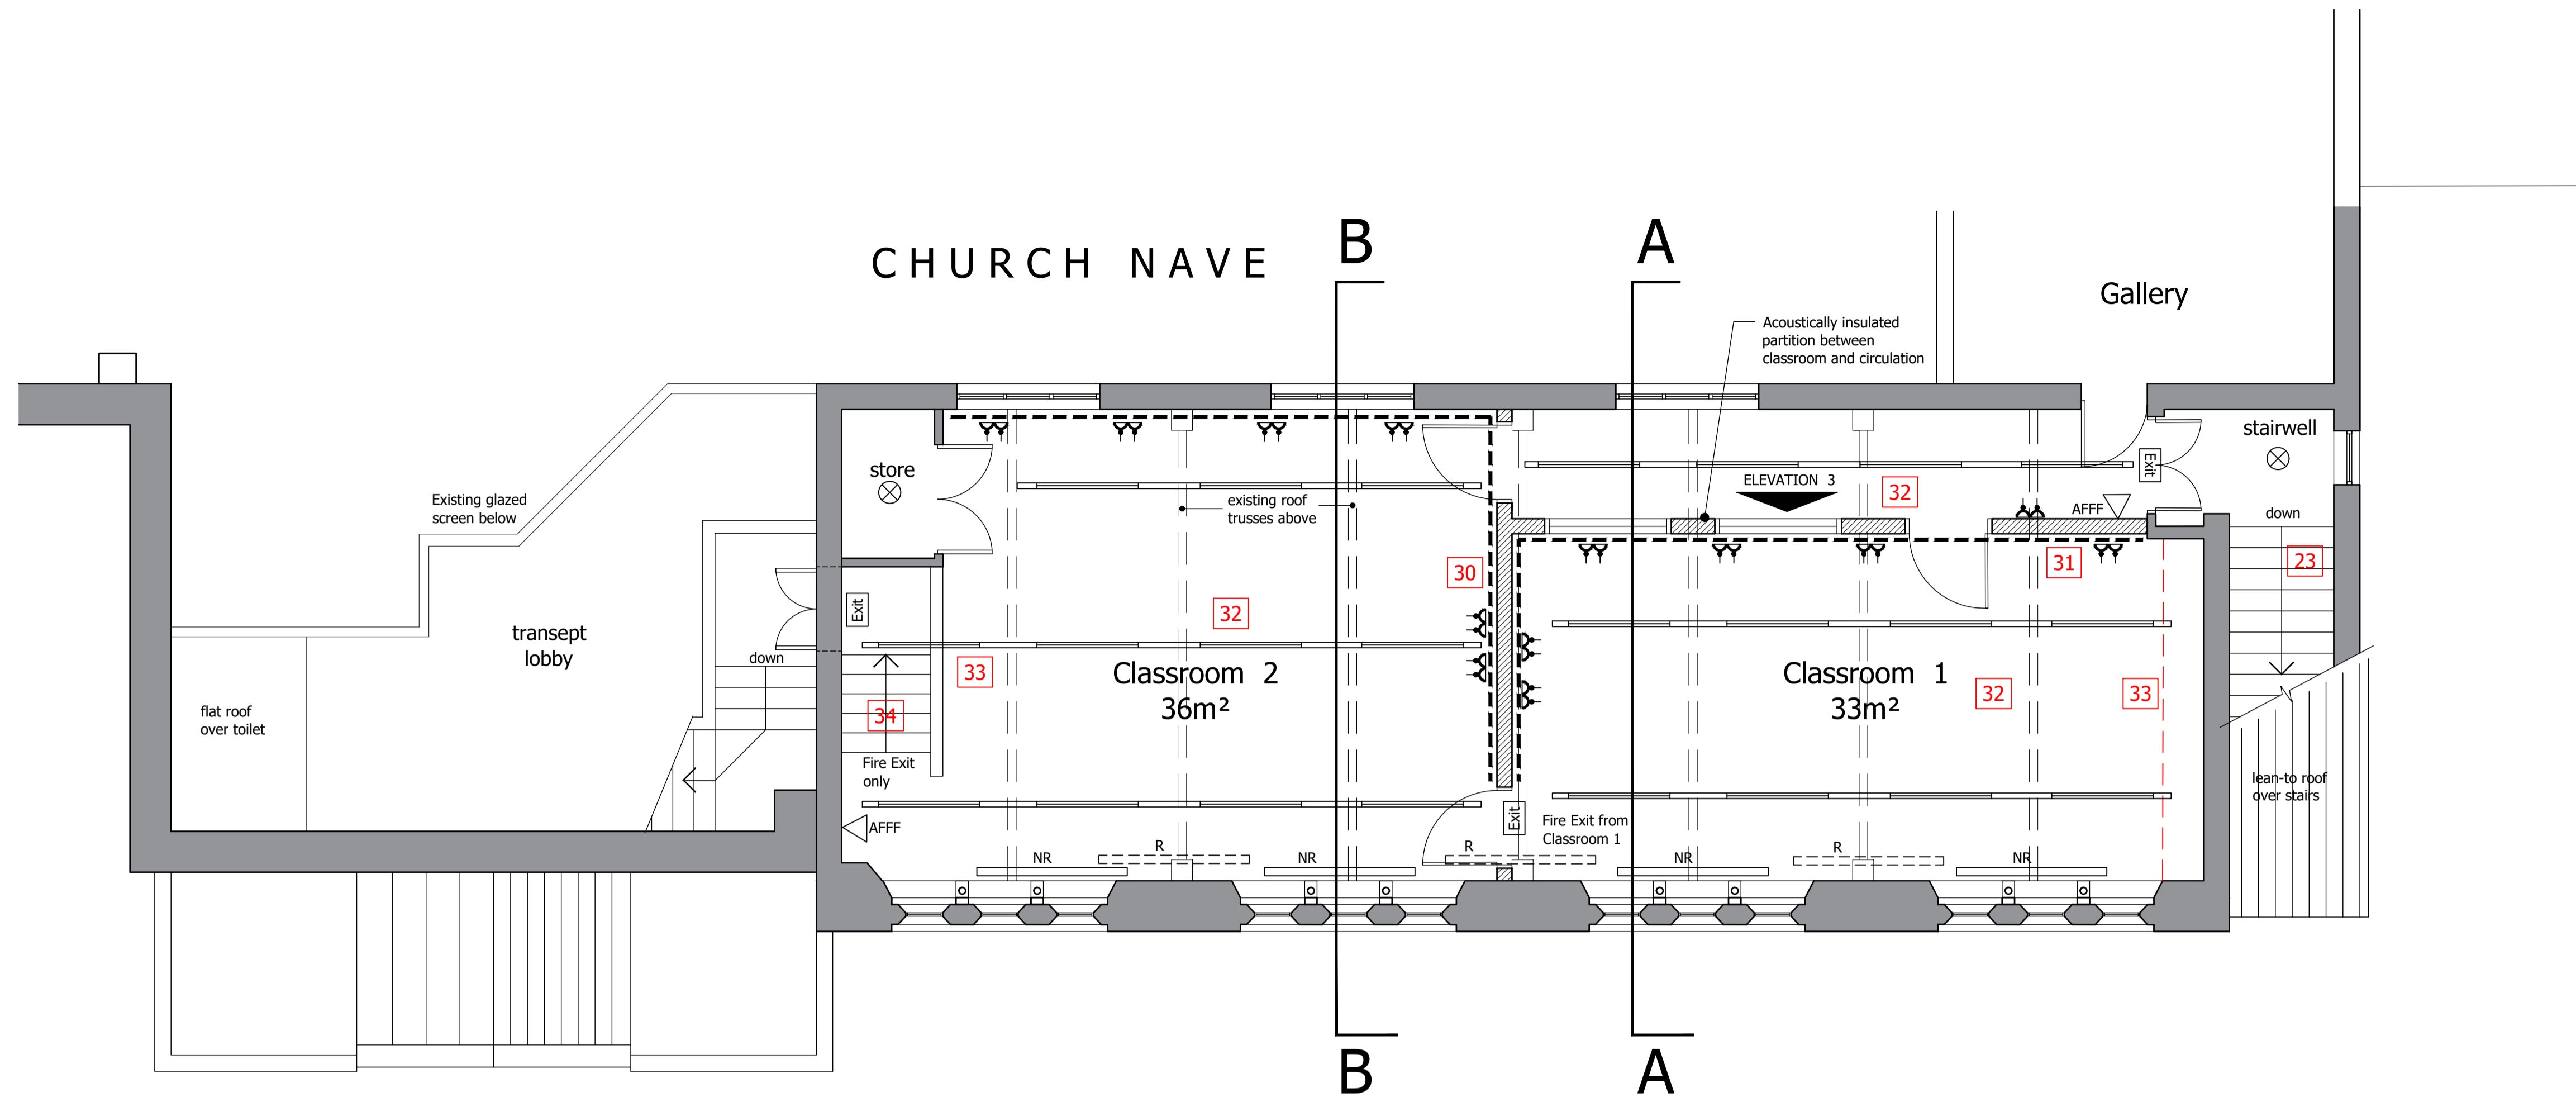 B
A
CHURCH NAVE
Gallery
Acoustically insulated
partition between
classroom and circulation
stairwell
store
Exit
ELEVATION 3
32
AFFF
down
Existing glazed
screen below
existing roof
trusses above
30
31
23
Exit
32
transept
lobby
down
33
Classroom 2
36m²
Classroom 1
33m²
32
33
34
flat roof
over toilet
Fire Exit
only
lean-to roof
over stairs
AFFF
Exit
Fire Exit from
Classroom 1
NR
R
NR
R
NR
R
NR
B
A